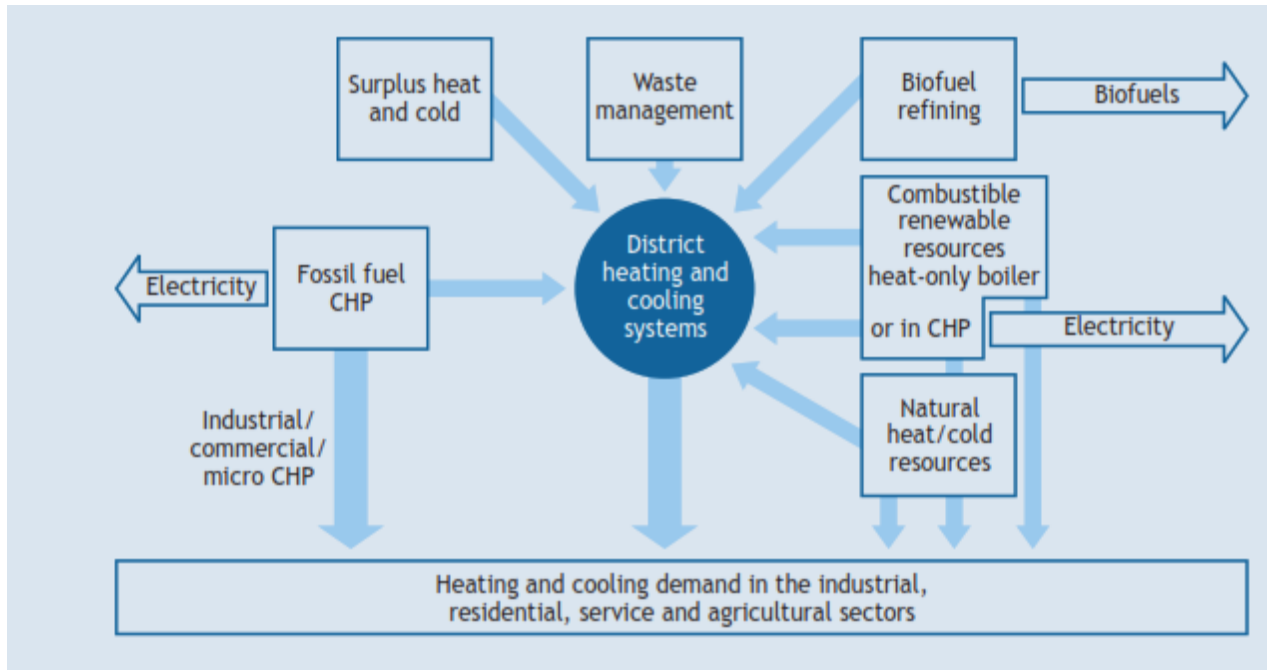 Surplus heat
and cold
Waste
management
Biofuel
refining
Biofuels
Combustible
renewable
resources
heat-only boiler
or in CHP
Electricity
District
heating and
cooling
systems
Fossil fuel
CHP
Electricity
Natural
heat/cold
resources
Industrial/
commercial/
micro CHP
Heating and cooling demand in the industrial,
residential, service and agricultural sectors